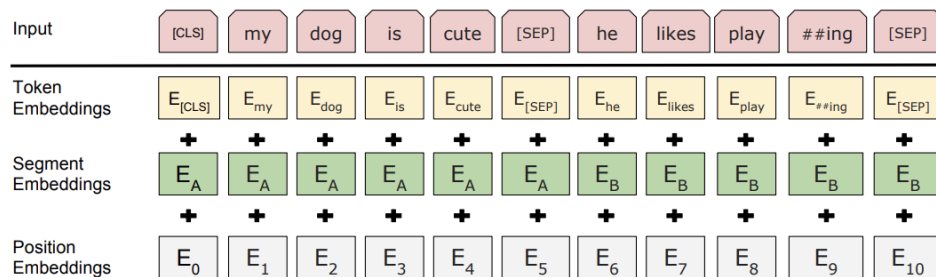 Input [CLS] my dog is cute [SEP] he likes play ##ing [SEP]
Token Embeddings E[CLS] Emy Edog Eis Ecute E[SEP] Ehe Elikes Eplay E##ing E[SEP]
+ + + + + + + + + + +
Segment Embeddings EA EA EA EA EA EA EB EB EB EB EB
+ + + + + + + + + + +
Position Embeddings E0 E1 E2 E3 E4 E5 E6 E7 E8 E9 E10